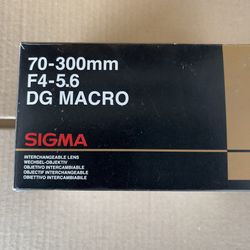 70-300mm
F4-5.6
DG MACRO
SIGMA
INTERCHANGEABLE LENS
WECHSEL-OBJEKTIV
OBJETIVO INTERCAMBIABLE
OBJECTIF INTERCHANGEABLE
OBIETTIVO INTERCAMBIABILE